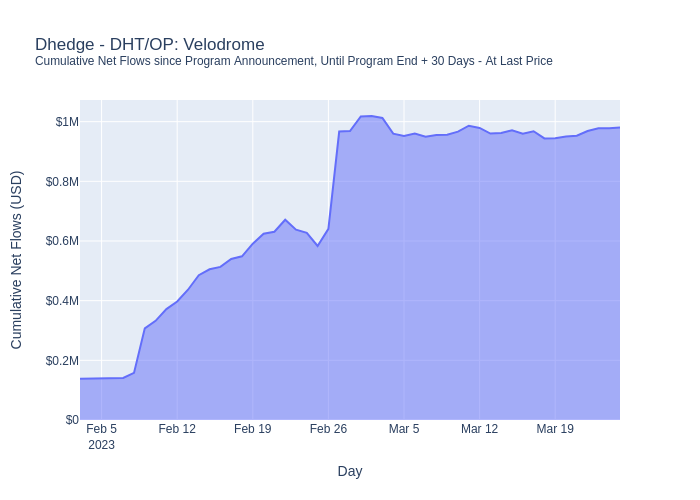 Dhedge - DHT/OP: Velodrome
Cumulative Net Flows since Program Announcement, Until Program End + 30 Days - At Last Price
Cumulative Net Flows (USD)
$1M
$0.8M
$0.6M
$0.4M
$0.2M
$0
Feb 5 Feb 12 Feb 19 Feb 26 Mar 5 Mar 12 Mar 19
2023
Day